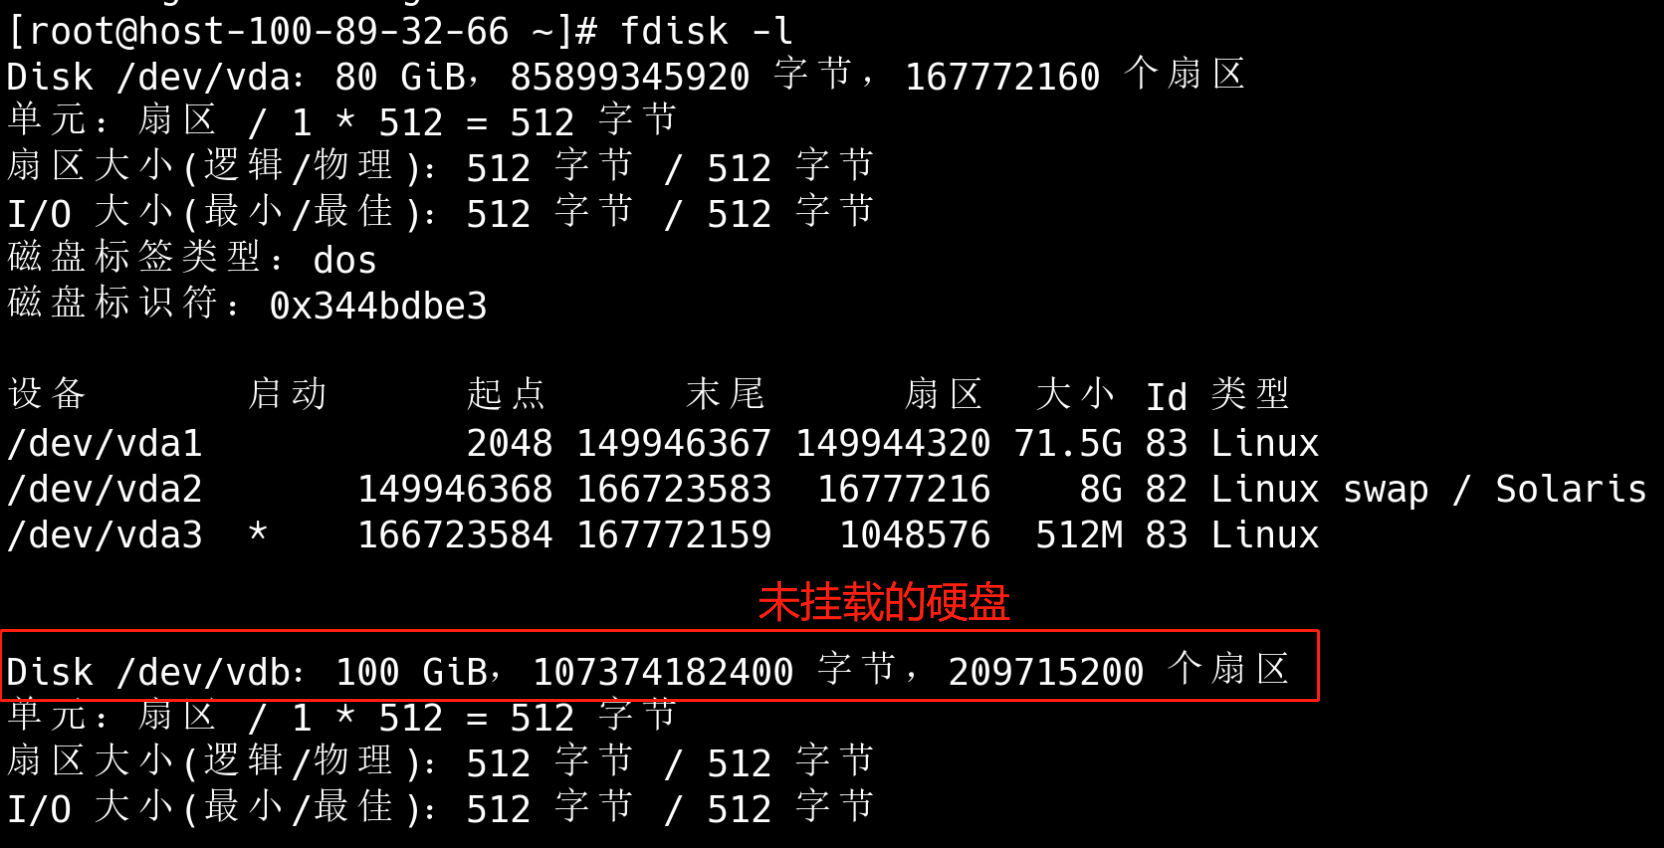 [root@host-100-89-32-66 ~]# fdisk -l
Disk /dev/vda：80 GiB，85899345920 字节，167772160 个扇区
单元：扇区 / 1 * 512 = 512 字节
扇区大小(逻辑/物理)：512 字节 / 512 字节
I/O 大小(最小/最佳)：512 字节 / 512 字节
磁盘标签类型：dos
磁盘标识符：0x344bdbe3
设备 启动 起点 末尾 扇区 大小 Id 类型
/dev/vda1 2048 149946367 149944320 71.5G 83 Linux
/dev/vda2 149946368 166723583 16777216 8G 82 Linux swap / Solaris
/dev/vda3 * 166723584 167772159 1048576 512M 83 Linux
未挂载的硬盘
Disk /dev/vdb：100 GiB，107374182400 字节，209715200 个扇区
单元：扇区 / 1 * 512 = 512 字节
扇区大小(逻辑/物理)：512 字节 / 512 字节
I/O 大小(最小/最佳)：512 字节 / 512 字节